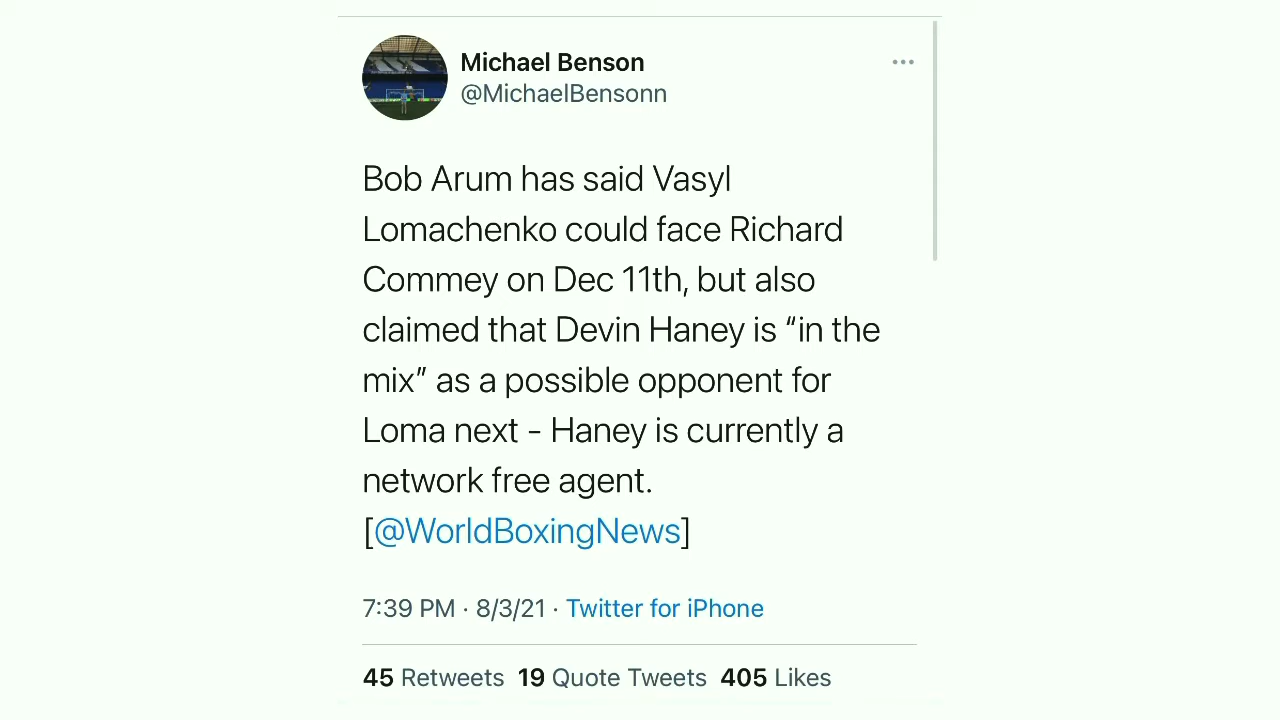 Michael Benson
@MichaelBensonn
Bob Arum has said Vasyl
Lomachenko could face Richard
Commey on Dec 11th, but also
claimed that Devin Haney is “in the
mix” as a possible opponent for
Loma next - Haney is currently a
network free agent.
[@WorldBoxingNews]
7:39 PM · 8/3/21 · Twitter for iPhone
45 Retweets 19 Quote Tweets 405 Likes